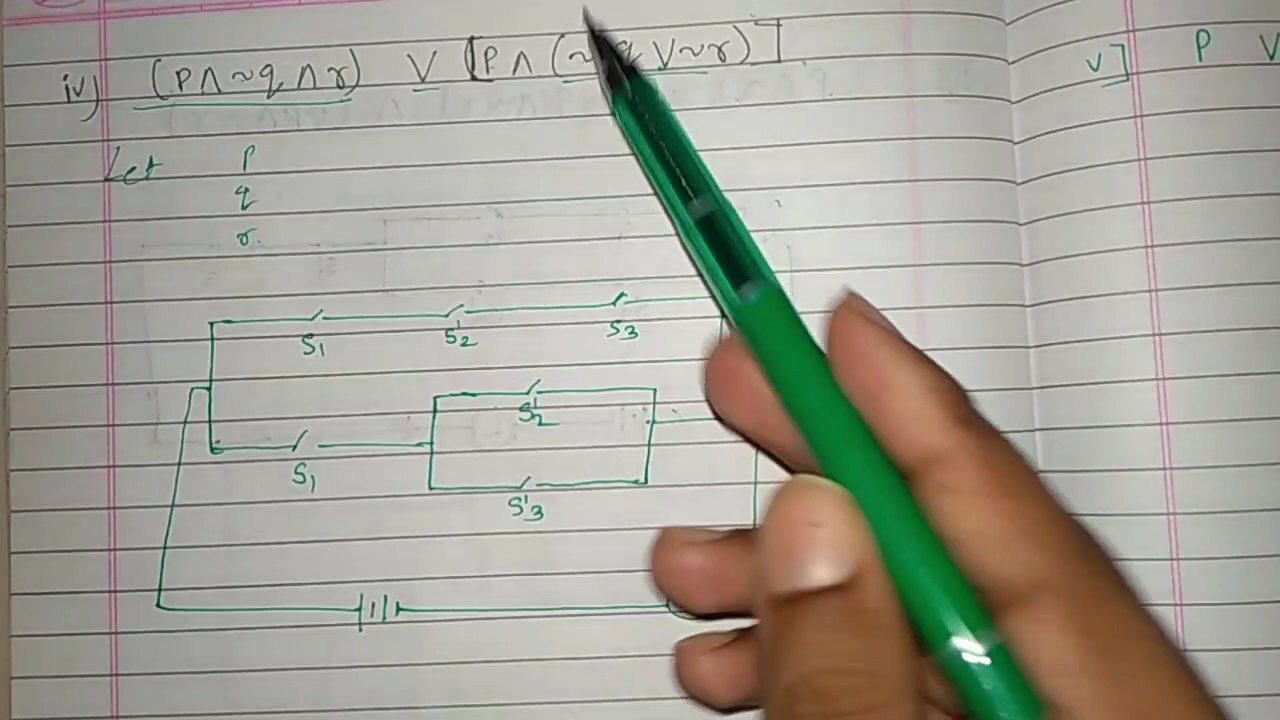 iv) (P∧~q∧r) V [P∧(~q V~r)]
v] P V
Let P
q
r
S1 S'2 S3
S'2
S1
S'3